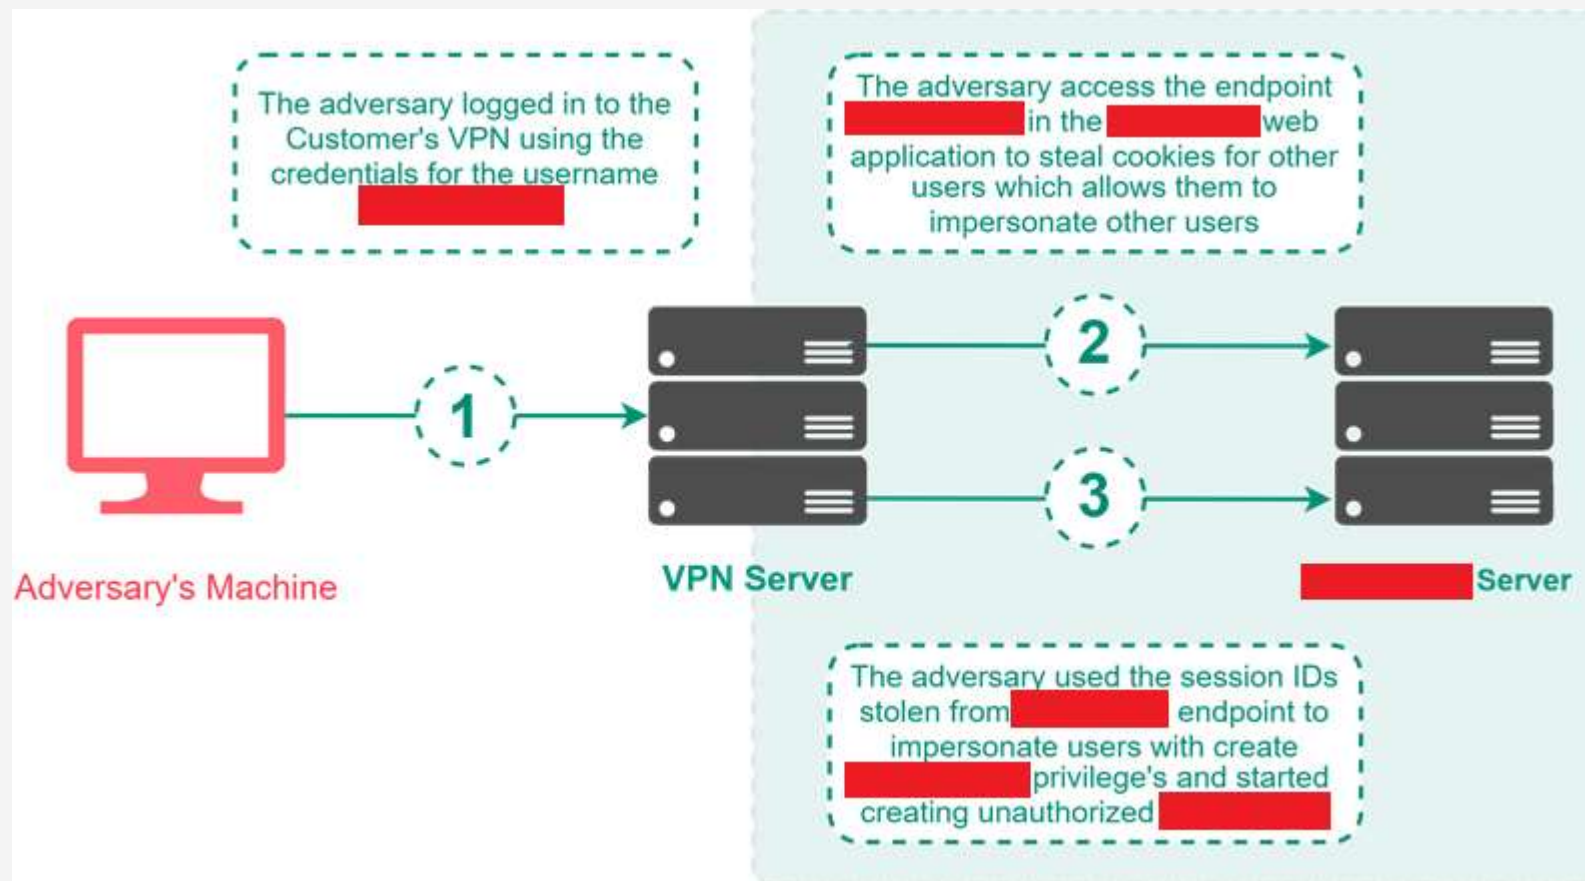 The adversary logged in to the
Customer's VPN using the
credentials for the username
The adversary access the endpoint
in the web
application to steal cookies for other
users which allows them to
impersonate other users
1
2
3
Adversary's Machine
VPN Server
Server
The adversary used the session IDs
stolen from endpoint to
impersonate users with create
privilege's and started
creating unauthorized